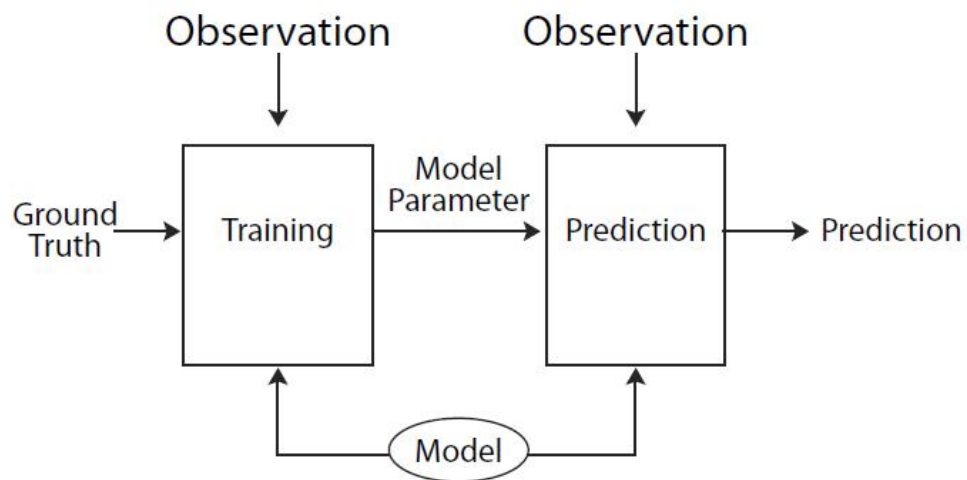 Observation
Observation
Model
Parameter
Ground
Truth
Training
Prediction
Prediction
Model